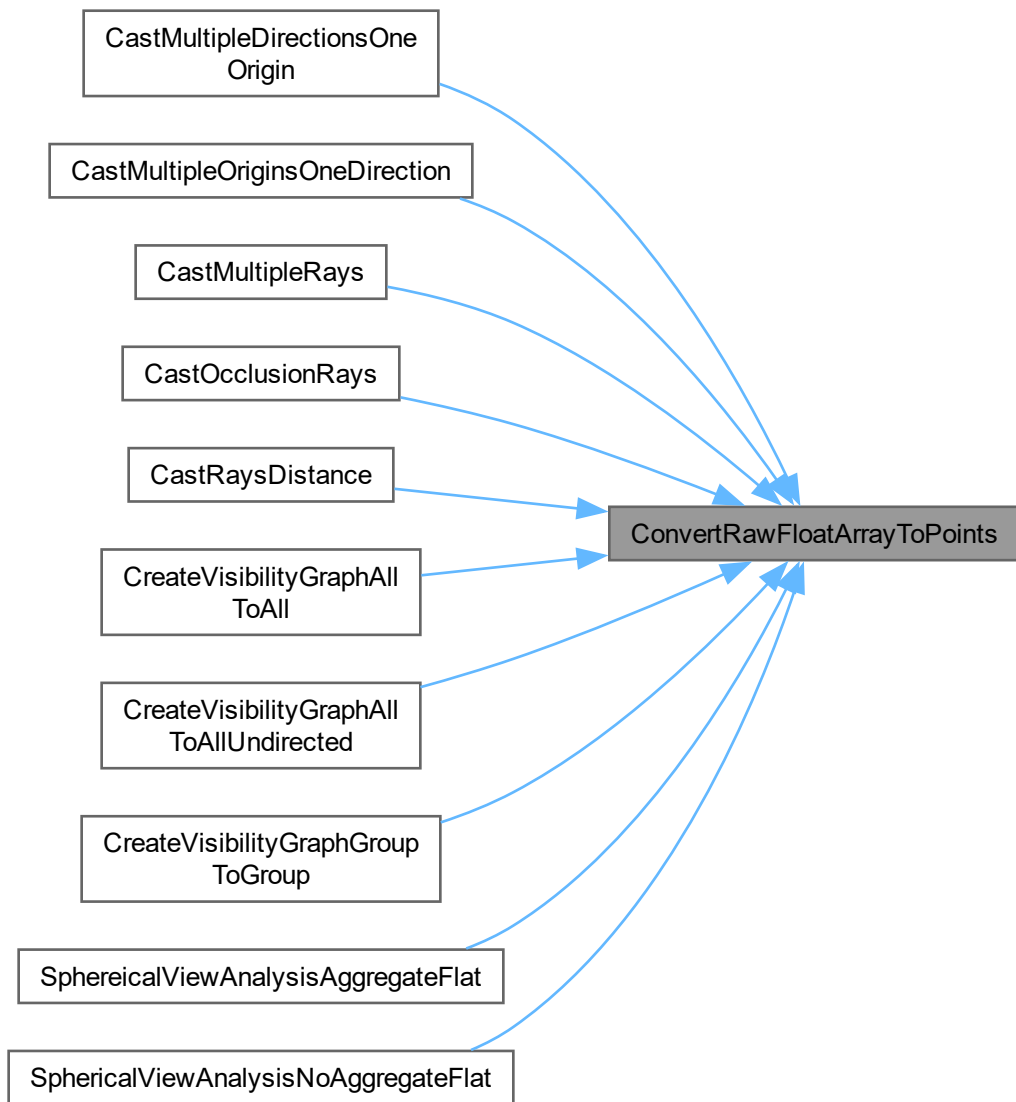 CastMultipleDirectionsOne
Origin
CastMultipleOriginsOneDirection
CastMultipleRays
CastOcclusionRays
CastRaysDistance
ConvertRawFloatArrayToPoints
CreateVisibilityGraphAll
ToAll
CreateVisibilityGraphAll
ToAllUndirected
CreateVisibilityGraphGroup
ToGroup
SphereicalViewAnalysisAggregateFlat
SphericalViewAnalysisNoAggregateFlat